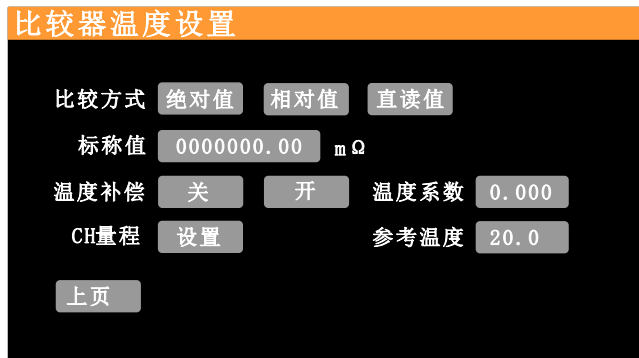 比较器温度设置
比较方式 绝对值 相对值 直读值
标称值 0000000.00 mΩ
温度补偿 关 开 温度系数 0.000
CH量程 设置 参考温度 20.0
上页